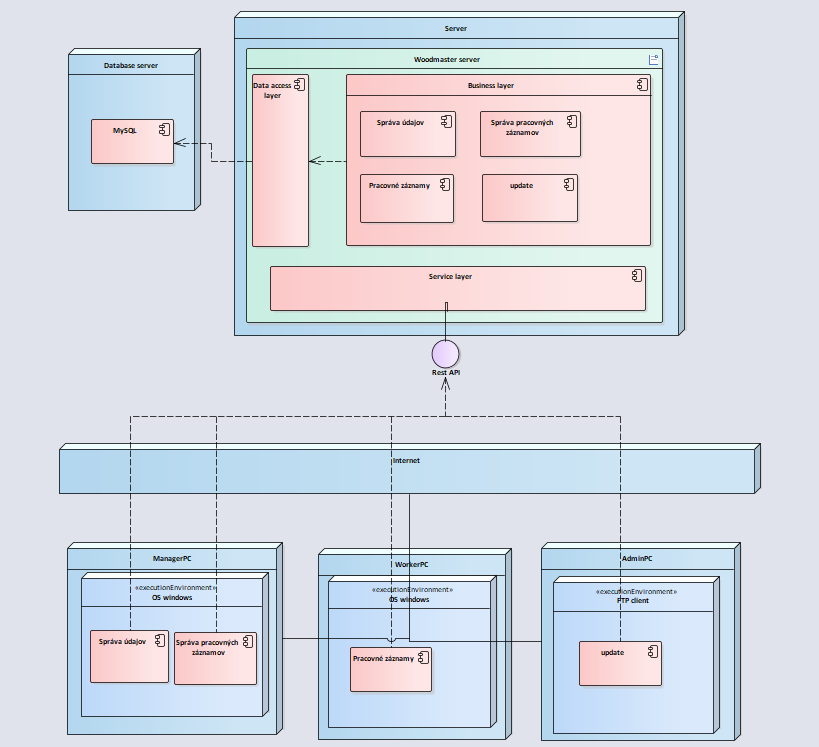 Server
Database server
Woodmaster server
Data access
layer
Business layer
MySQL
Správa údajov
Správa pracovných
záznamov
Pracovné záznamy
update
Service layer
Rest API
Internet
ManagerPC
WorkerPC
AdminPC
«executionEnvironment»
OS windows
«executionEnvironment»
OS windows
«executionEnvironment»
FTP client
Správa údajov
Správa pracovných
záznamov
Pracovné záznamy
update